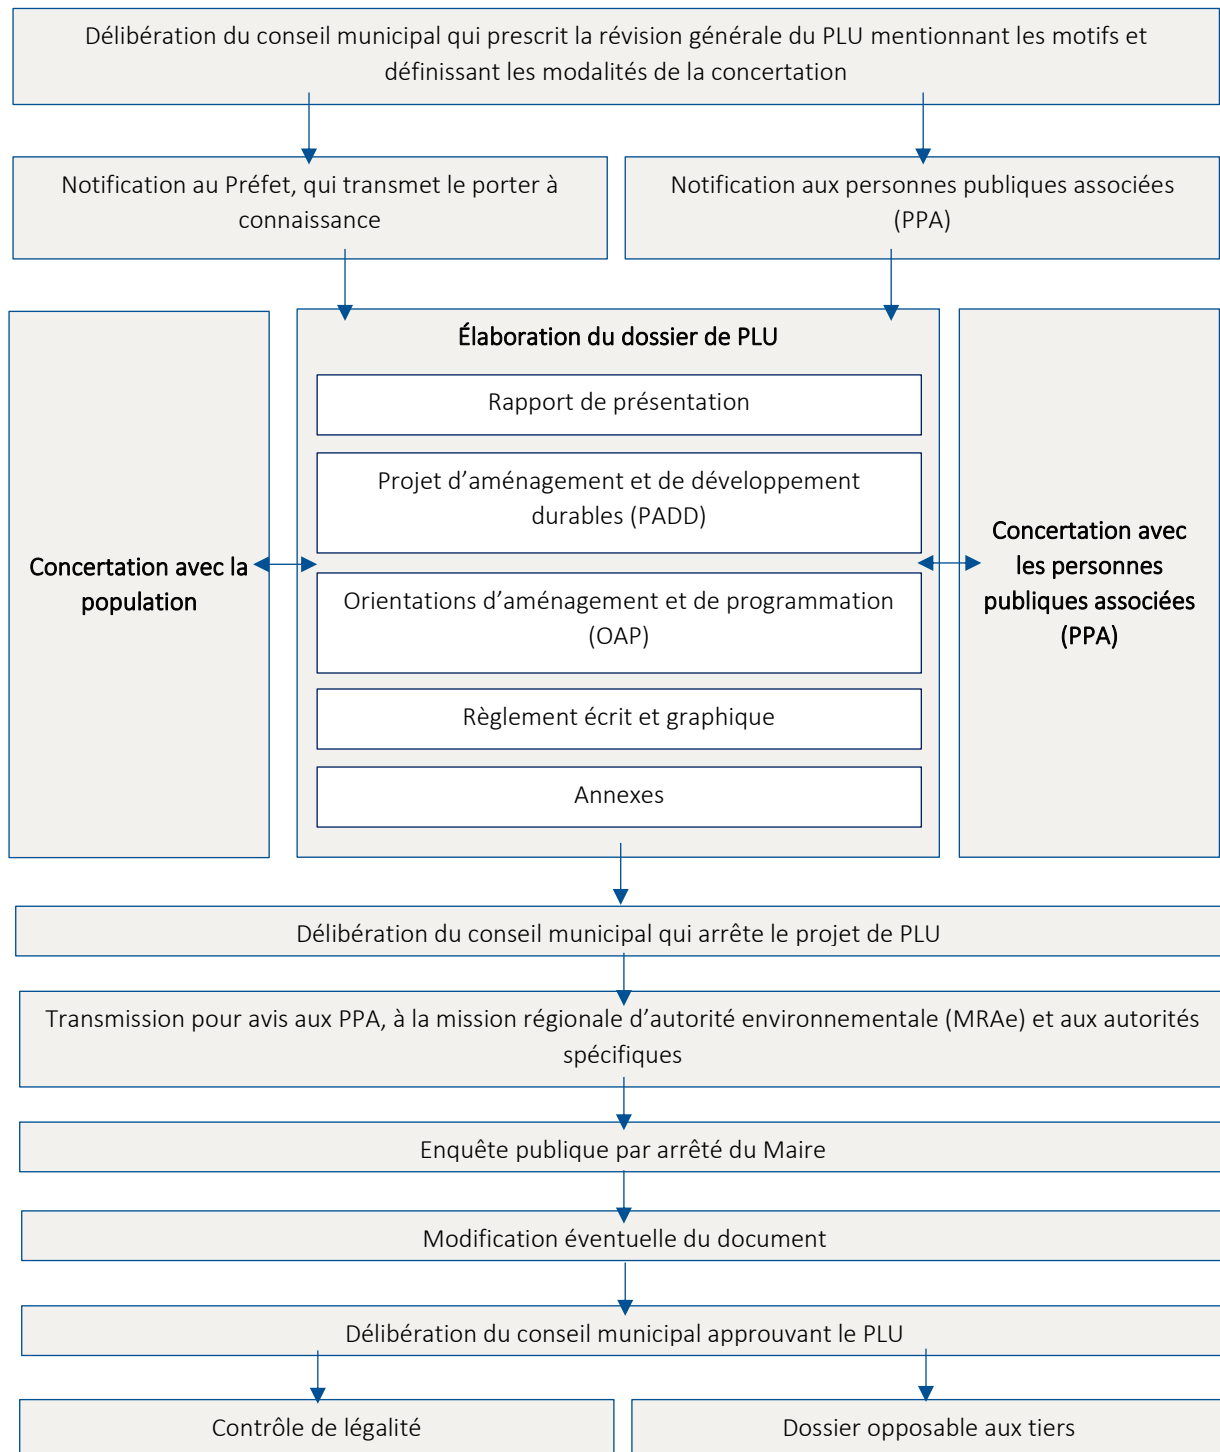 Délibération du conseil municipal qui prescrit la révision générale du PLU mentionnant les motifs et
définissant les modalités de la concertation
Notification au Préfet, qui transmet le porter à
connaissance
Notification aux personnes publiques associées
(PPA)
Concertation avec la
population
Élaboration du dossier de PLU
Rapport de présentation
Projet d’aménagement et de développement
durables (PADD)
Orientations d’aménagement et de programmation
(OAP)
Règlement écrit et graphique
Annexes
Concertation avec
les personnes
publiques associées
(PPA)
Délibération du conseil municipal qui arrête le projet de PLU
Transmission pour avis aux PPA, à la mission régionale d’autorité environnementale (MRAe) et aux autorités
spécifiques
Enquête publique par arrêté du Maire
Modification éventuelle du document
Délibération du conseil municipal approuvant le PLU
Contrôle de légalité
Dossier opposable aux tiers